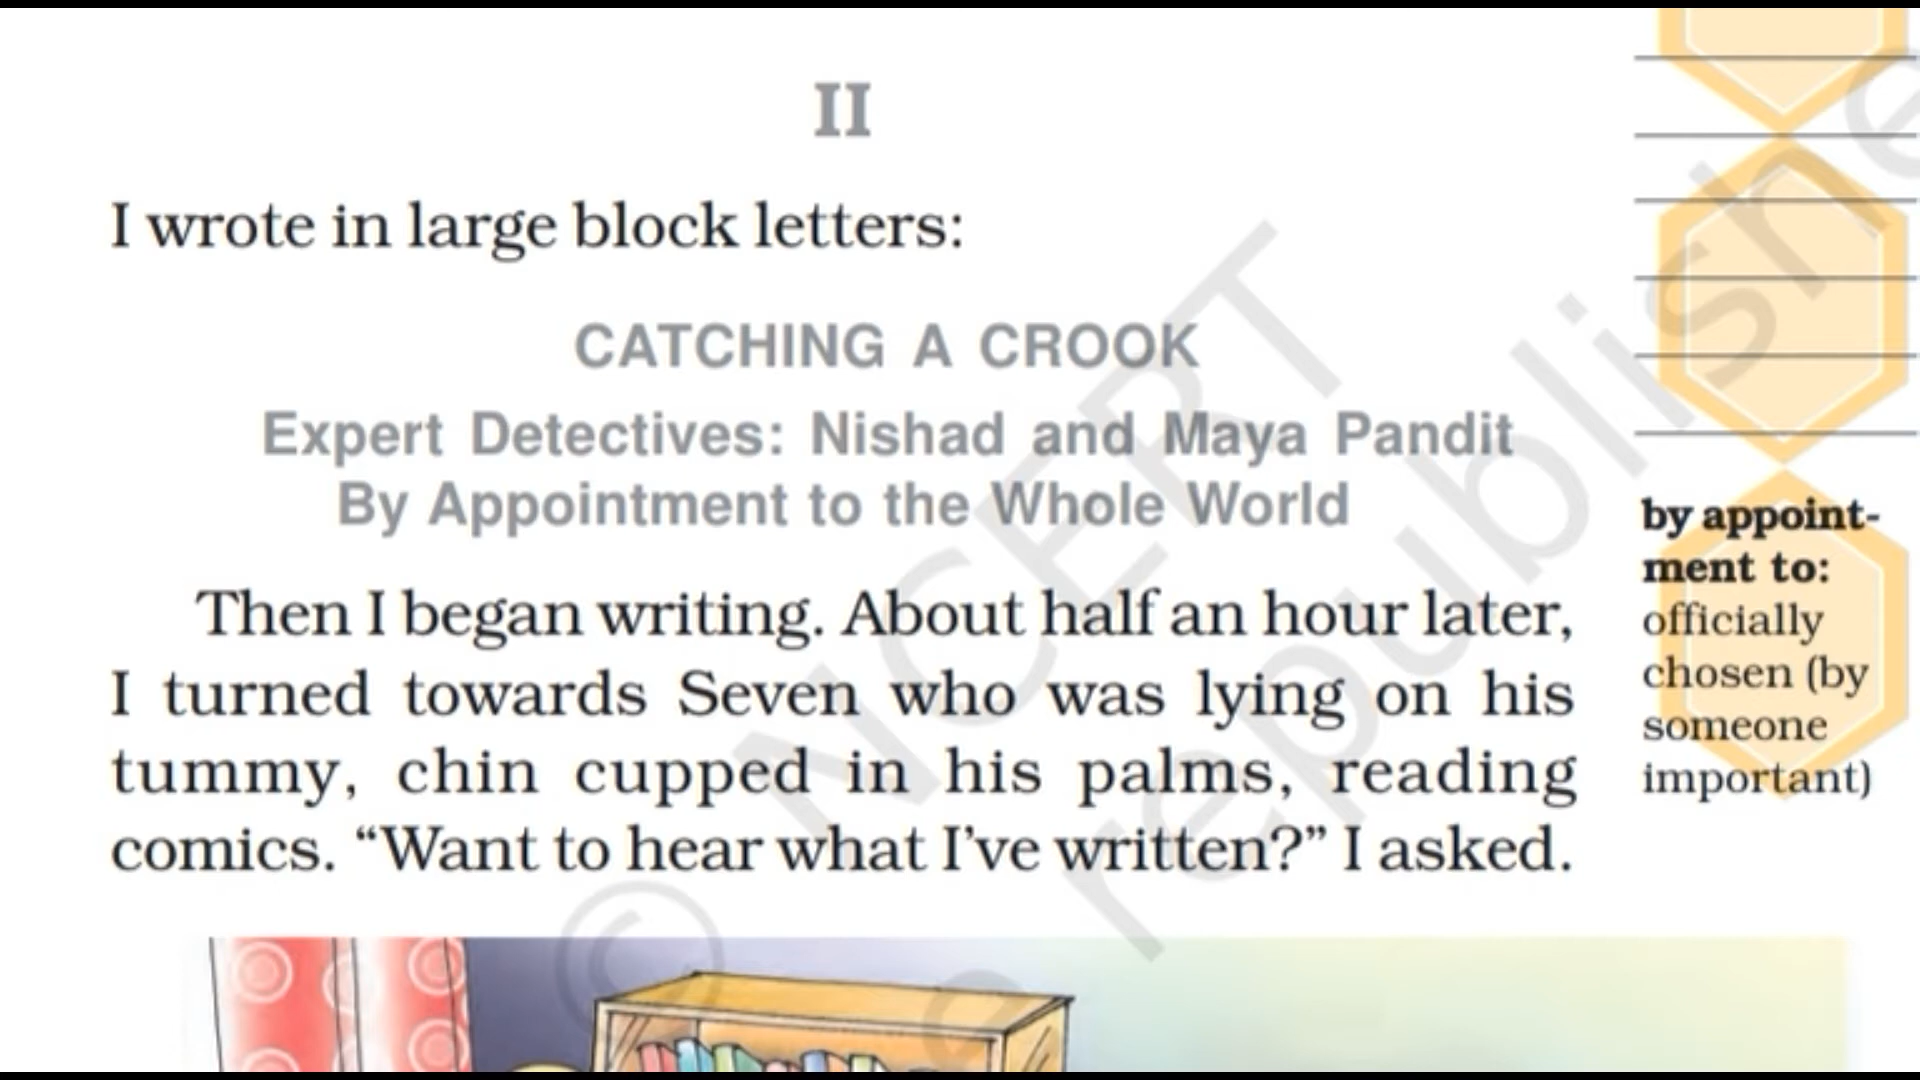 II
I wrote in large block letters:
CATCHING A CROOK
Expert Detectives: Nishad and Maya Pandit
By Appointment to the Whole World
Then I began writing. About half an hour later,
I turned towards Seven who was lying on his
tummy, chin cupped in his palms, reading
comics. “Want to hear what I’ve written?” I asked.
by appoint-
ment to:
officially
chosen (by
someone
important)
© NCERT
republishe